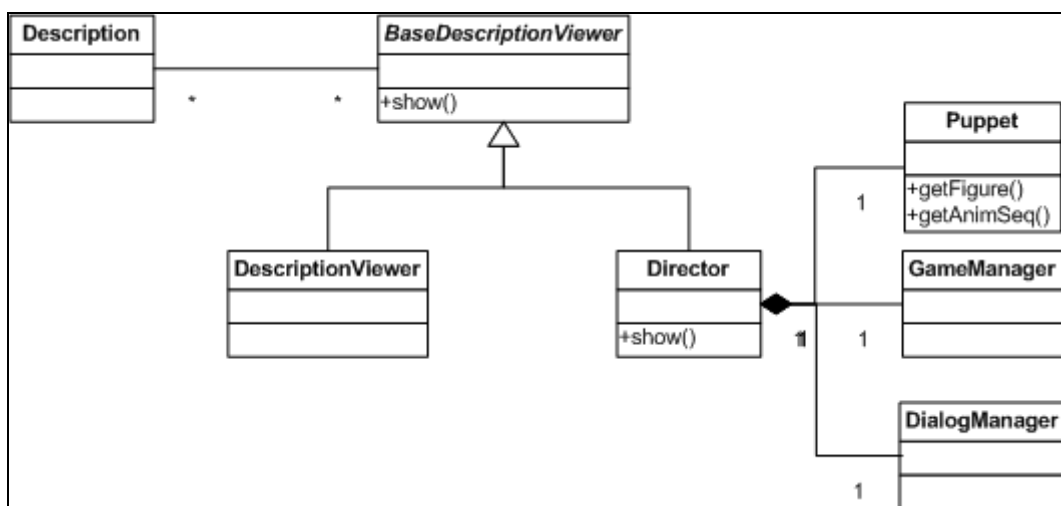 Description
BaseDescriptionViewer
* *
+show()
Puppet
+getFigure()
+getAnimSeq()
1
DescriptionViewer
Director
GameManager
+show()
1
1
DialogManager
1